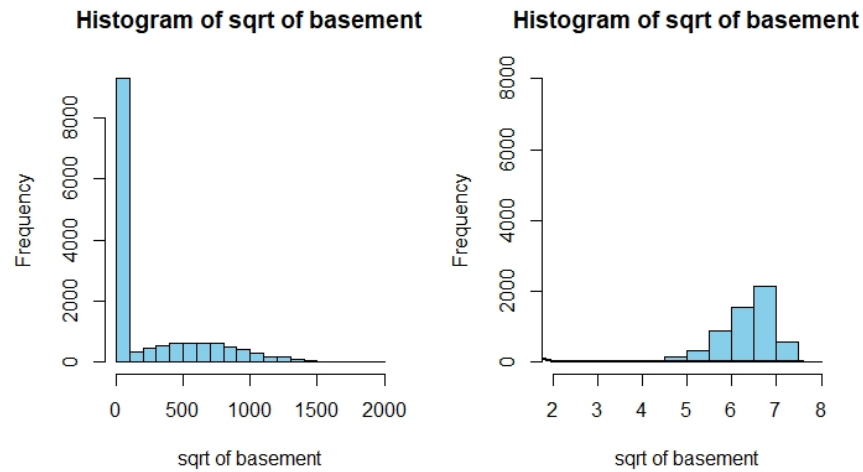 Histogram of sqrt of basement
Frequency
8000
6000
4000
2000
0
0 500 1000 1500 2000
sqrt of basement
Histogram of sqrt of basement
Frequency
8000
6000
4000
2000
0
2 3 4 5 6 7 8
sqrt of basement